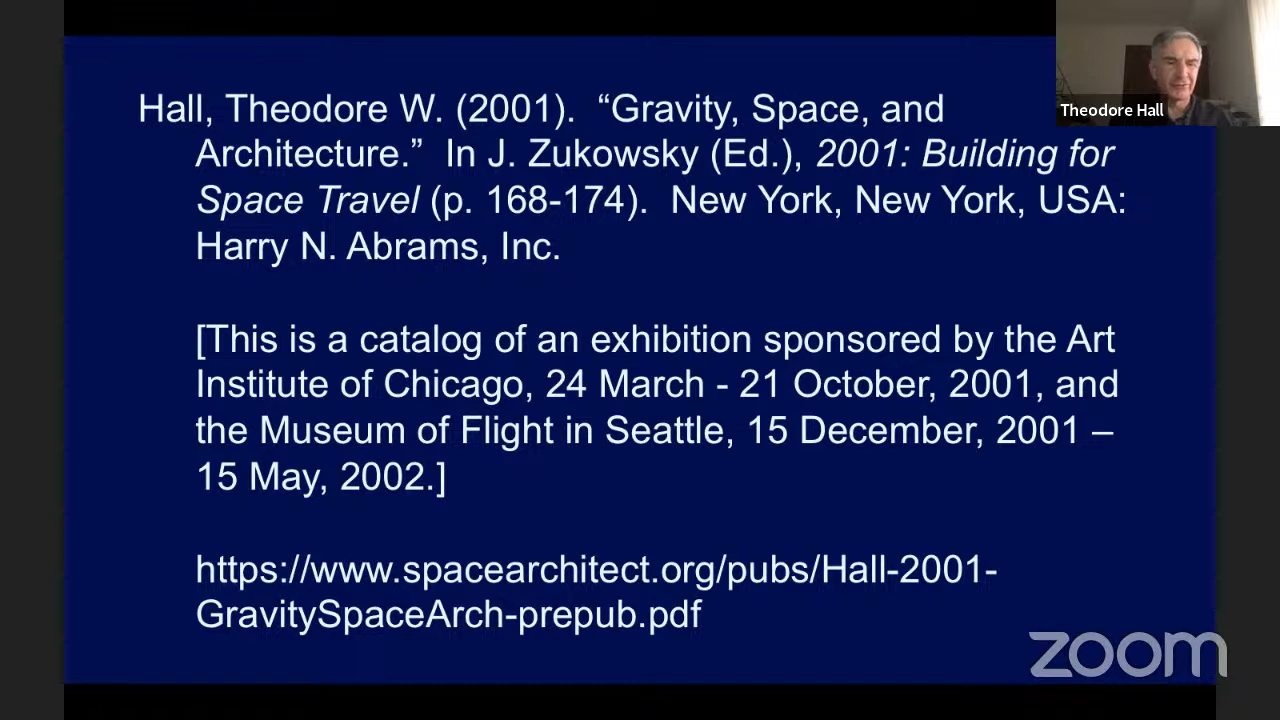 Hall, Theodore W. (2001).  “Gravity, Space, and
Architecture.”  In J. Zukowsky (Ed.), 2001: Building for
Space Travel (p. 168-174).  New York, New York, USA:
Harry N. Abrams, Inc.
[This is a catalog of an exhibition sponsored by the Art
Institute of Chicago, 24 March - 21 October, 2001, and
the Museum of Flight in Seattle, 15 December, 2001 –
15 May, 2002.]
https://www.spacearchitect.org/pubs/Hall-2001-
GravitySpaceArch-prepub.pdf
Theodore Hall
zoom